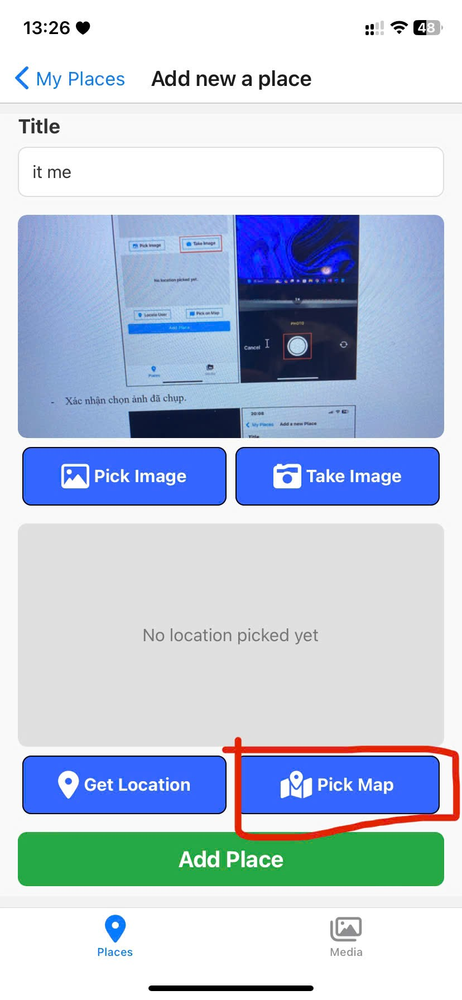 13:26
48
My Places
Add new a place
Title
it me
Pick Image
Take Image
No location picked yet.
1x
Locate User
Pick on Map
PHOTO
Add Place
Cancel
Places
Media
- Xác nhận chọn ảnh đã chụp.
20:08
My Places
Add a new Place
Title
Pick Image
Take Image
No location picked yet
Get Location
Pick Map
Add Place
Places
Media